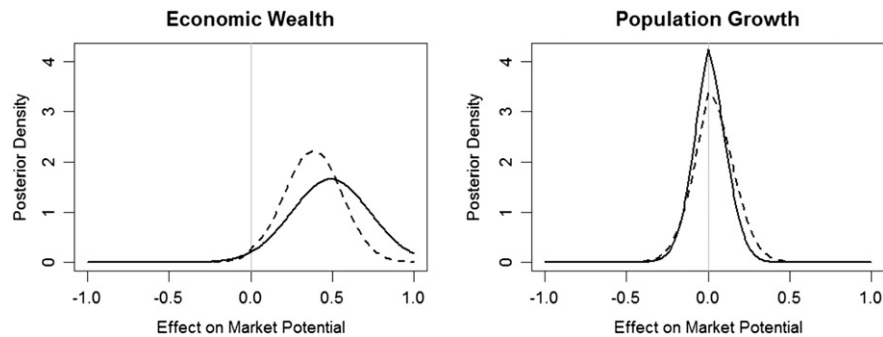 Economic Wealth
Posterior Density
4
3
2
1
0
-1.0 -0.5 0.0 0.5 1.0
Effect on Market Potential
Population Growth
Posterior Density
4
3
2
1
0
-1.0 -0.5 0.0 0.5 1.0
Effect on Market Potential